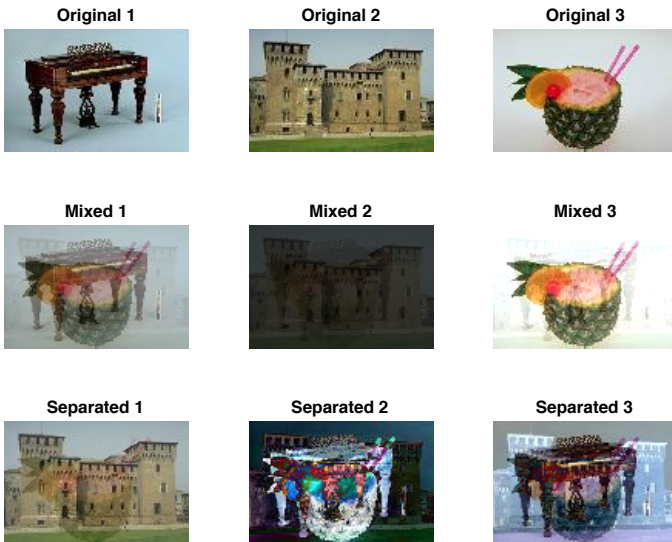 Original 1
Original 2
Original 3
Mixed 1
Mixed 2
Mixed 3
Separated 1
Separated 2
Separated 3